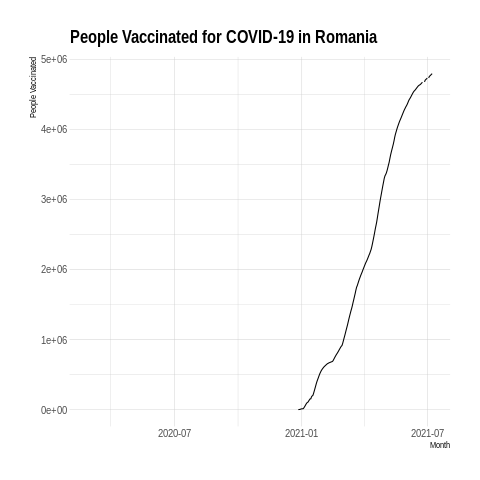 People Vaccinated for COVID-19 in Romania
People Vaccinated
5e+06
4e+06
3e+06
2e+06
1e+06
0e+00
2020-07
2021-01
2021-07
Month